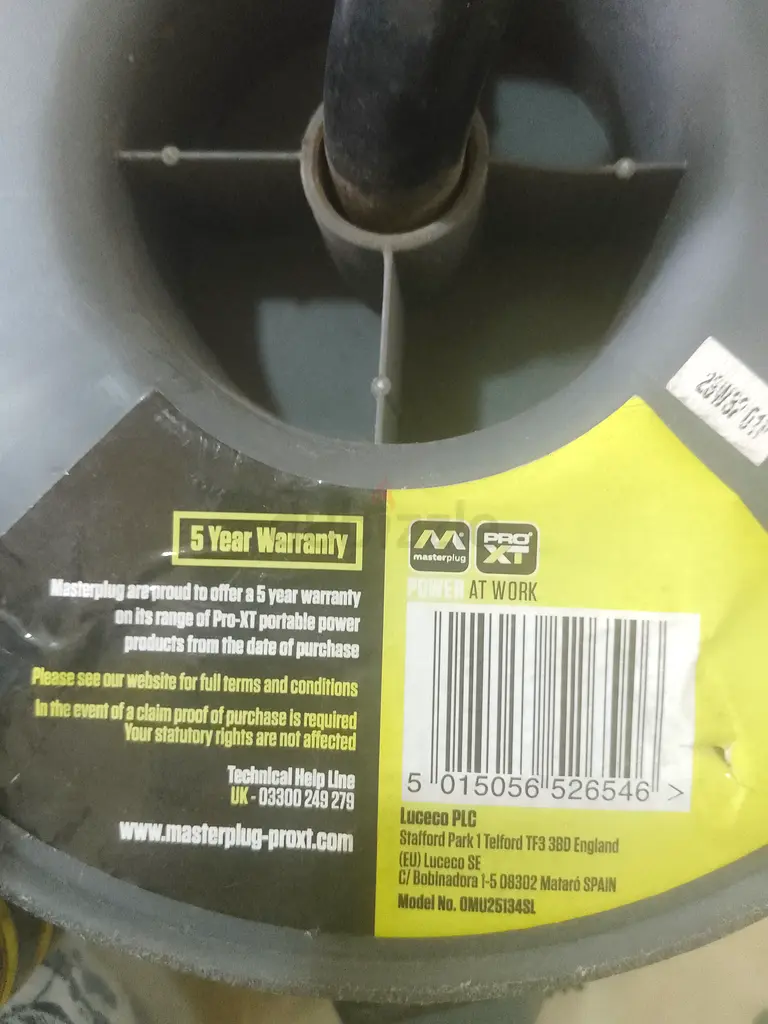 5 Year Warranty
Masterplug are proud to offer a 5 year warranty
on its range of Pro-XT portable power
products from the date of purchase
Please see our website for full terms and conditions
In the event of a claim proof of purchase is required
Your statutory rights are not affected
Technical Help Line
UK - 03300 249 279
www.masterplug-proxt.com
masterplug
PRO
XT
POWER AT WORK
5 015056 526546 >
Luceco PLC
Stafford Park 1 Telford TF3 3BD England
(EU) Luceco SE
C/ Bobinadora 1-5 08302 Mataró SPAIN
Model No. OMU25134SL